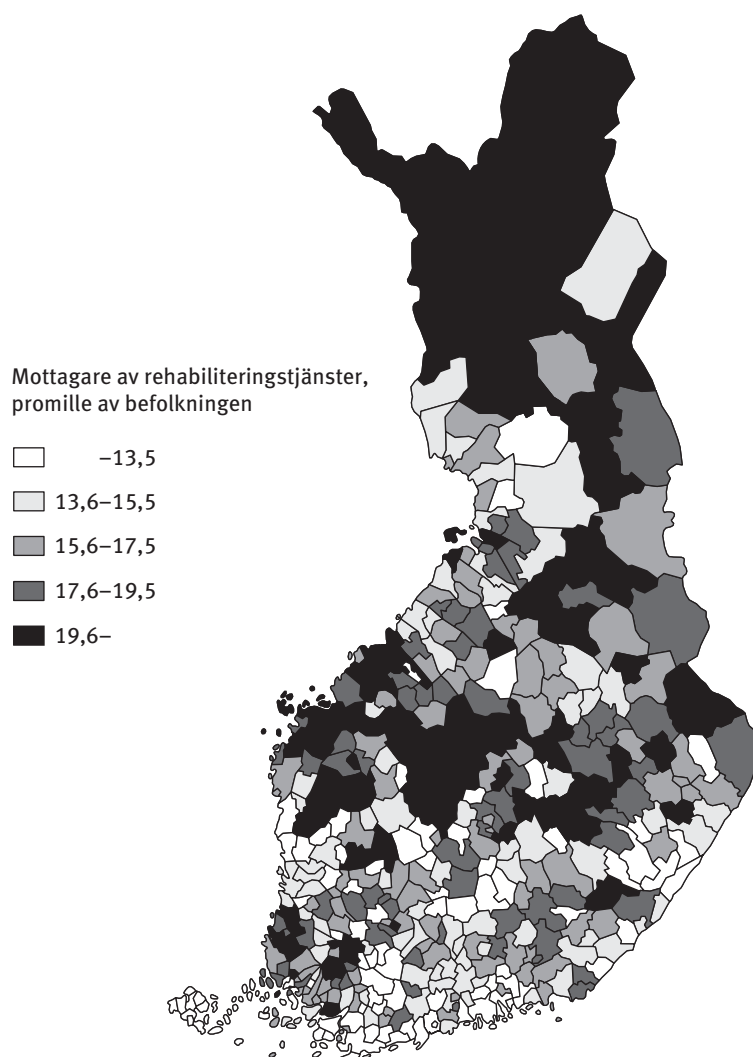 Mottagare av rehabiliteringstjänster,
promille av befolkningen
–13,5
13,6–15,5
15,6–17,5
17,6–19,5
19,6–